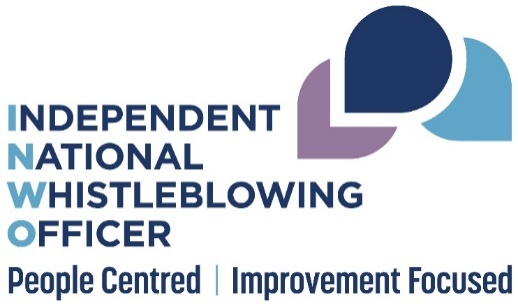 INDEPENDENT
NATIONAL
WHISTLEBLOWING
OFFICER
People Centred | Improvement Focused